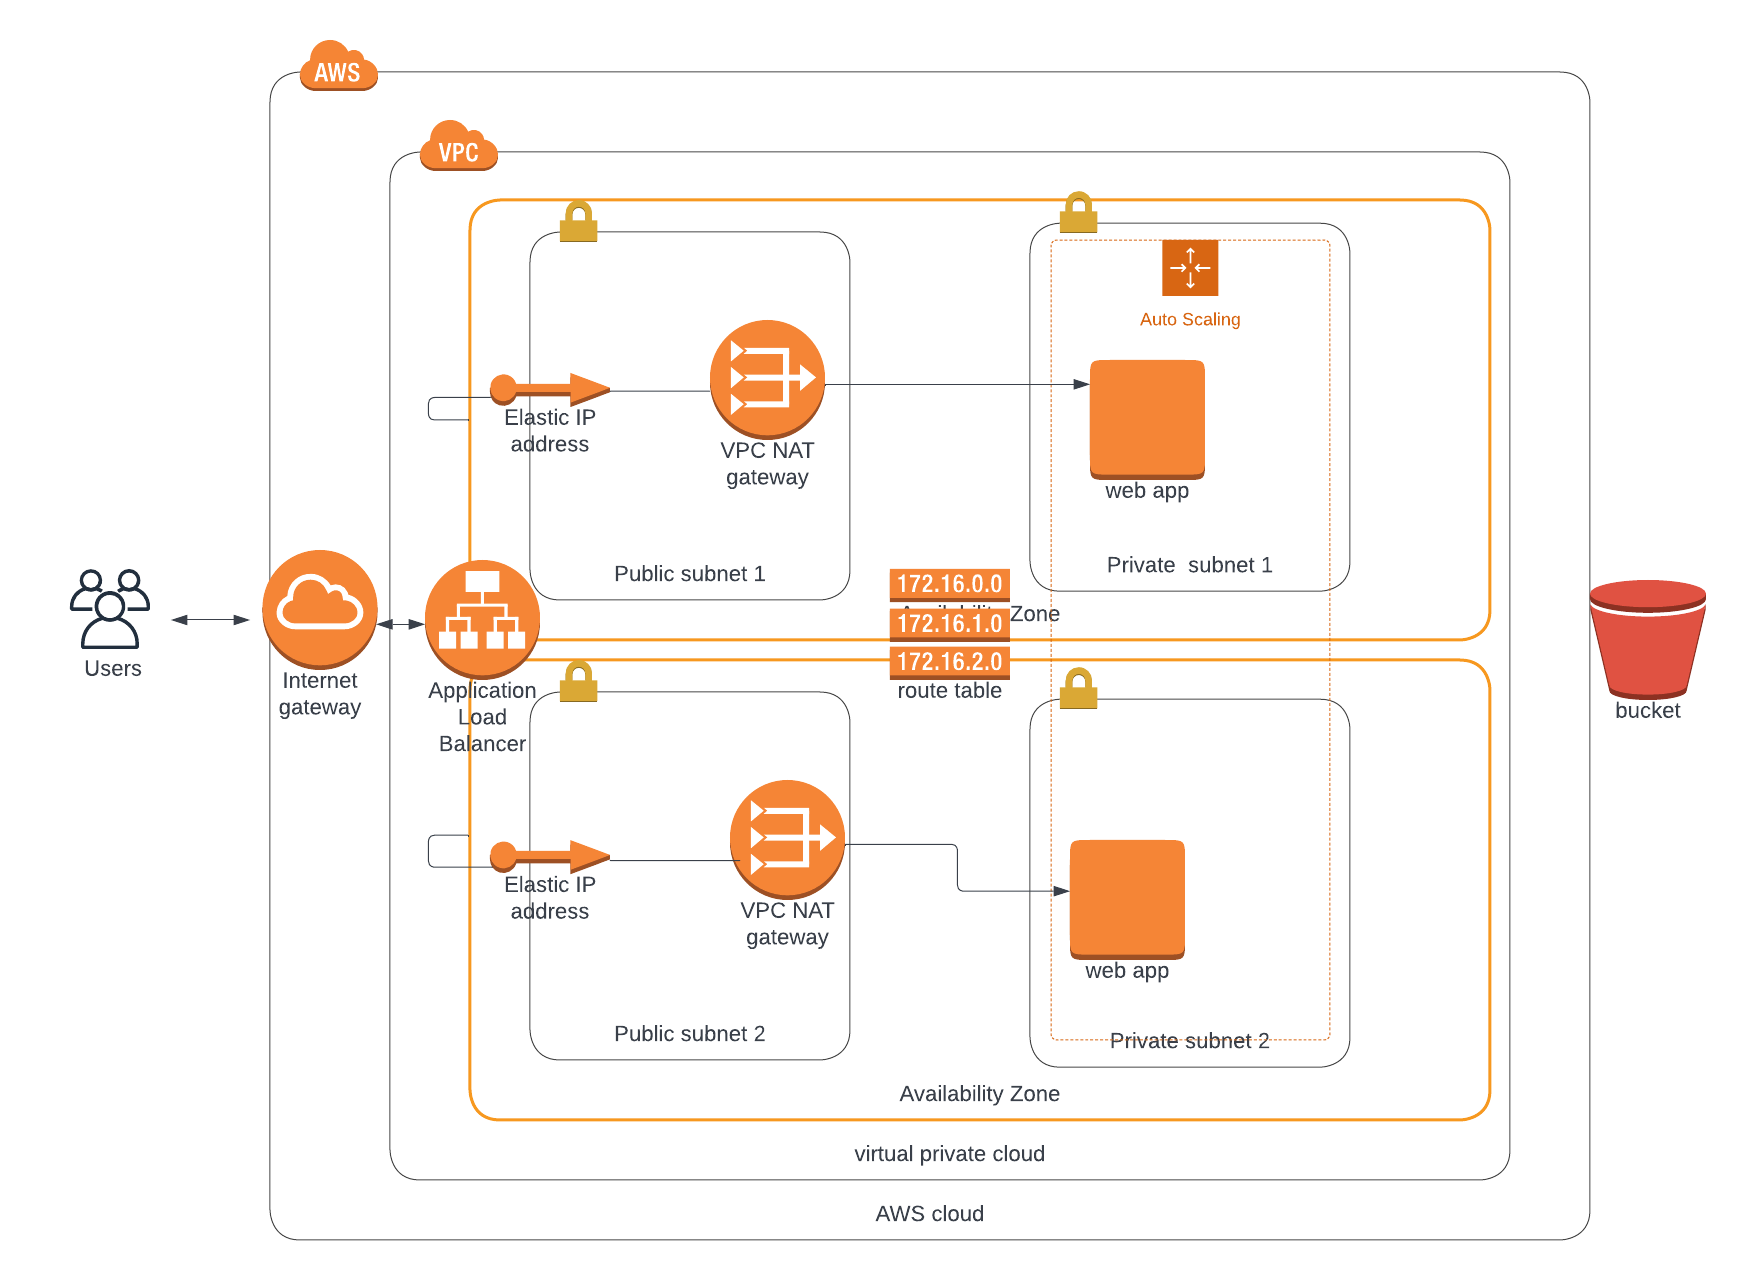 AWS
VPC
Auto Scaling
Elastic IP
address
VPC NAT
gateway
web app
Public subnet 1
Private  subnet 1
172.16.0.0
Availability Zone
172.16.1.0
172.16.2.0
route table
Users
Internet
gateway
Application
Load
Balancer
bucket
Elastic IP
address
VPC NAT
gateway
web app
Public subnet 2
Private subnet 2
Availability Zone
virtual private cloud
AWS cloud